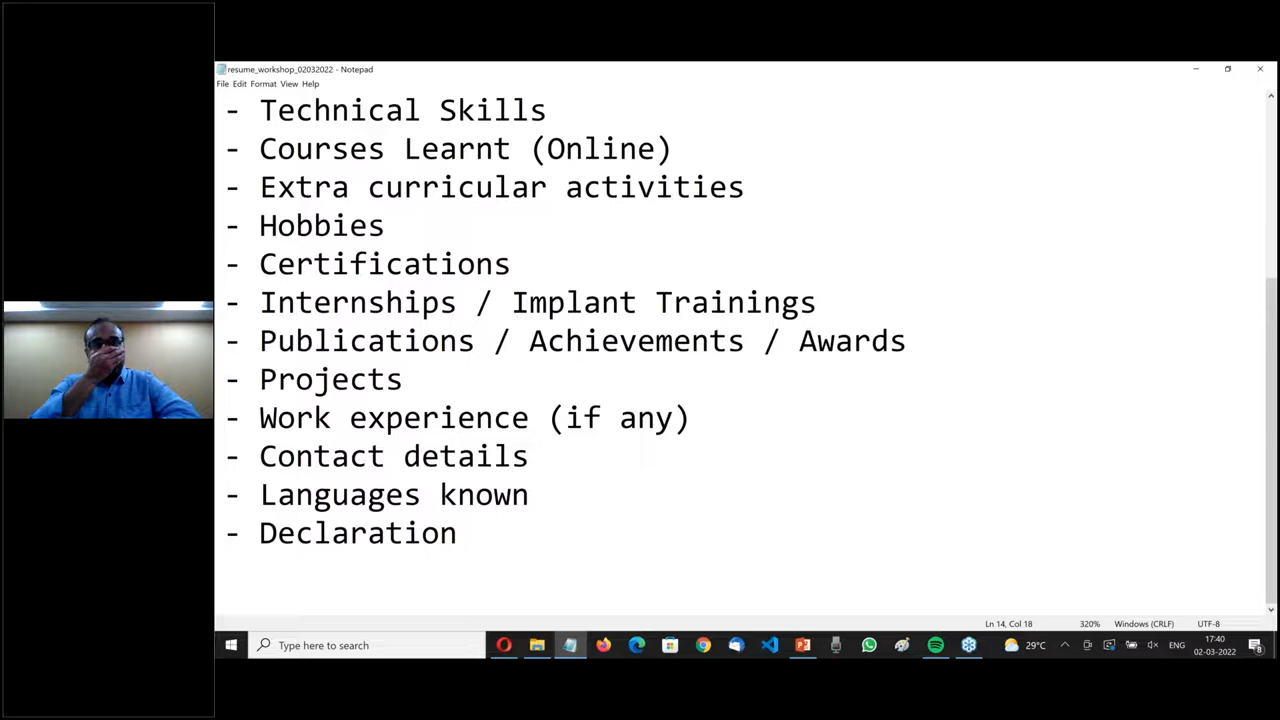 resume_workshop_02032022 - Notepad
File Edit Format View Help
- Technical Skills
- Courses Learnt (Online)
- Extra curricular activities
- Hobbies
- Certifications
- Internships / Implant Trainings
- Publications / Achievements / Awards
- Projects
- Work experience (if any)
- Contact details
- Languages known
- Declaration
Ln 14, Col 18 320% Windows (CRLF) UTF-8
Type here to search 29°C ENG 17:40
02-03-2022 8